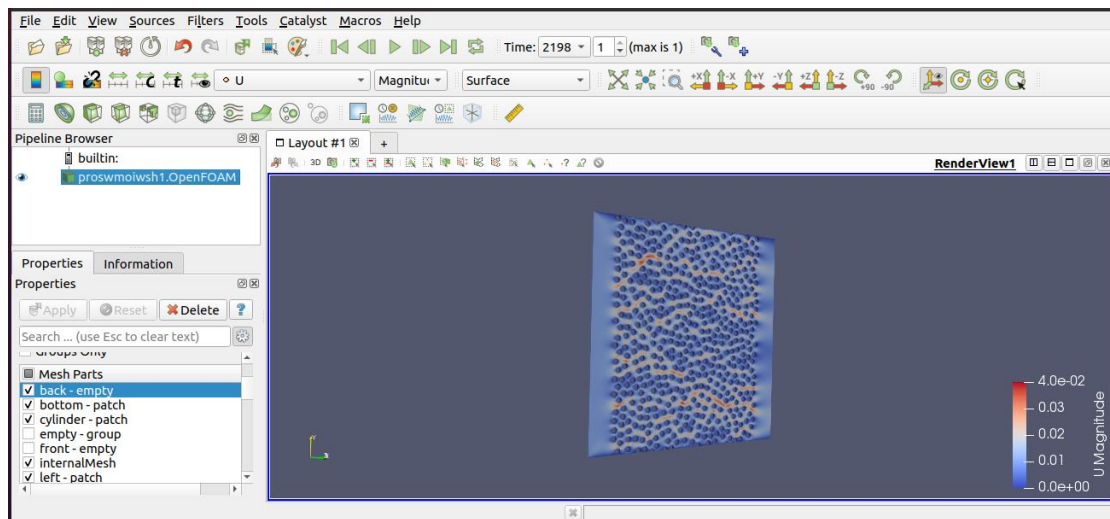 File Edit View Sources Filters Tools Catalyst Macros Help
Time: 2198 1 (max is 1)
U Magnitu Surface +X -X +Y -Y +Z -Z +90 -90
Pipeline Browser
builtin:
proswmoiwsh1.OpenFOAM
Layout #1 +
3D RenderView1
Properties Information
Properties
Apply Reset Delete ?
Search ... (use Esc to clear text)
Groups Only
Mesh Parts
back - empty
bottom - patch
cylinder - patch
empty - group
front - empty
internalMesh
left - patch
4.0e-02
0.03
0.02
0.01
0.0e+00
U Magnitude